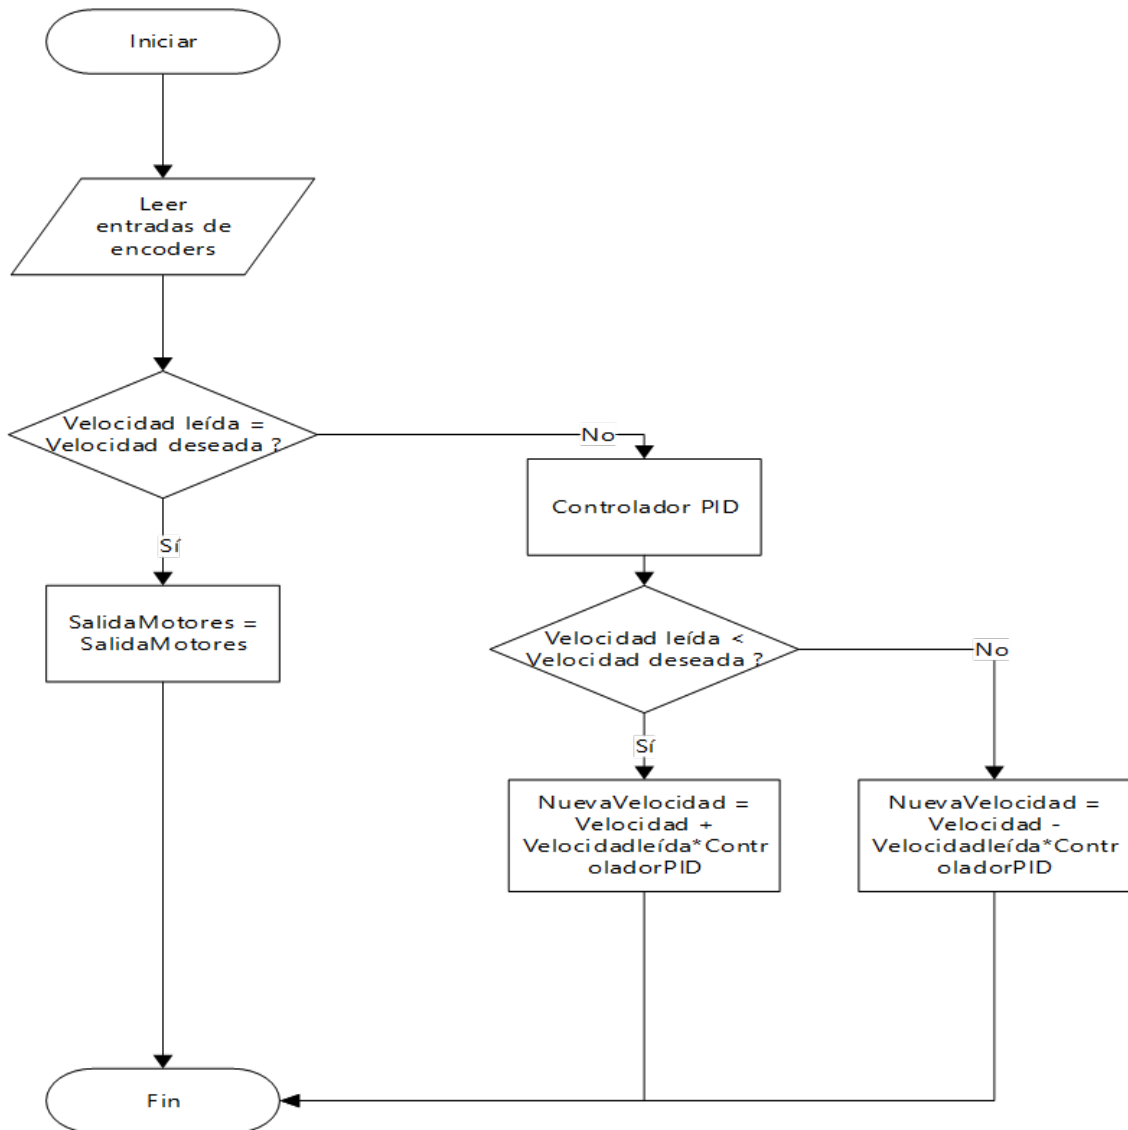 Iniciar
Leer
entradas de
encoders
Velocidad leída =
Velocidad deseada ?
No
Controlador PID
Sí
SalidaMotores =
SalidaMotores
Velocidad leída <
Velocidad deseada ?
No
Sí
NuevaVelocidad =
Velocidad +
Velocidadleída*Contr
oladorPID
NuevaVelocidad =
Velocidad -
Velocidadleída*Contr
oladorPID
Fin